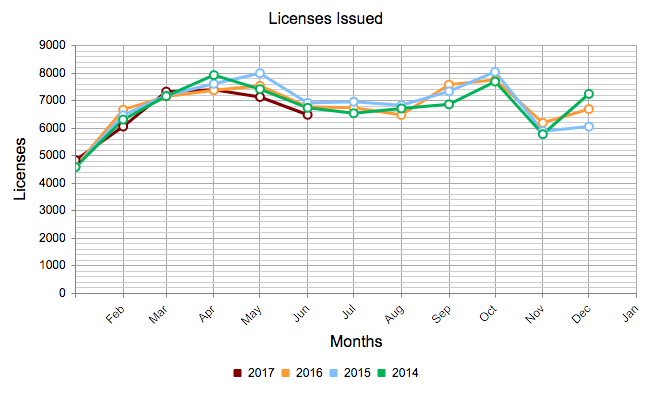 Licenses Issued
9000
8000
7000
6000
5000
4000
3000
2000
1000
0
Licenses
Feb
Mar
Apr
May
Jun
Jul
Aug
Sep
Oct
Nov
Dec
Jan
Months
2017 2016 2015 2014